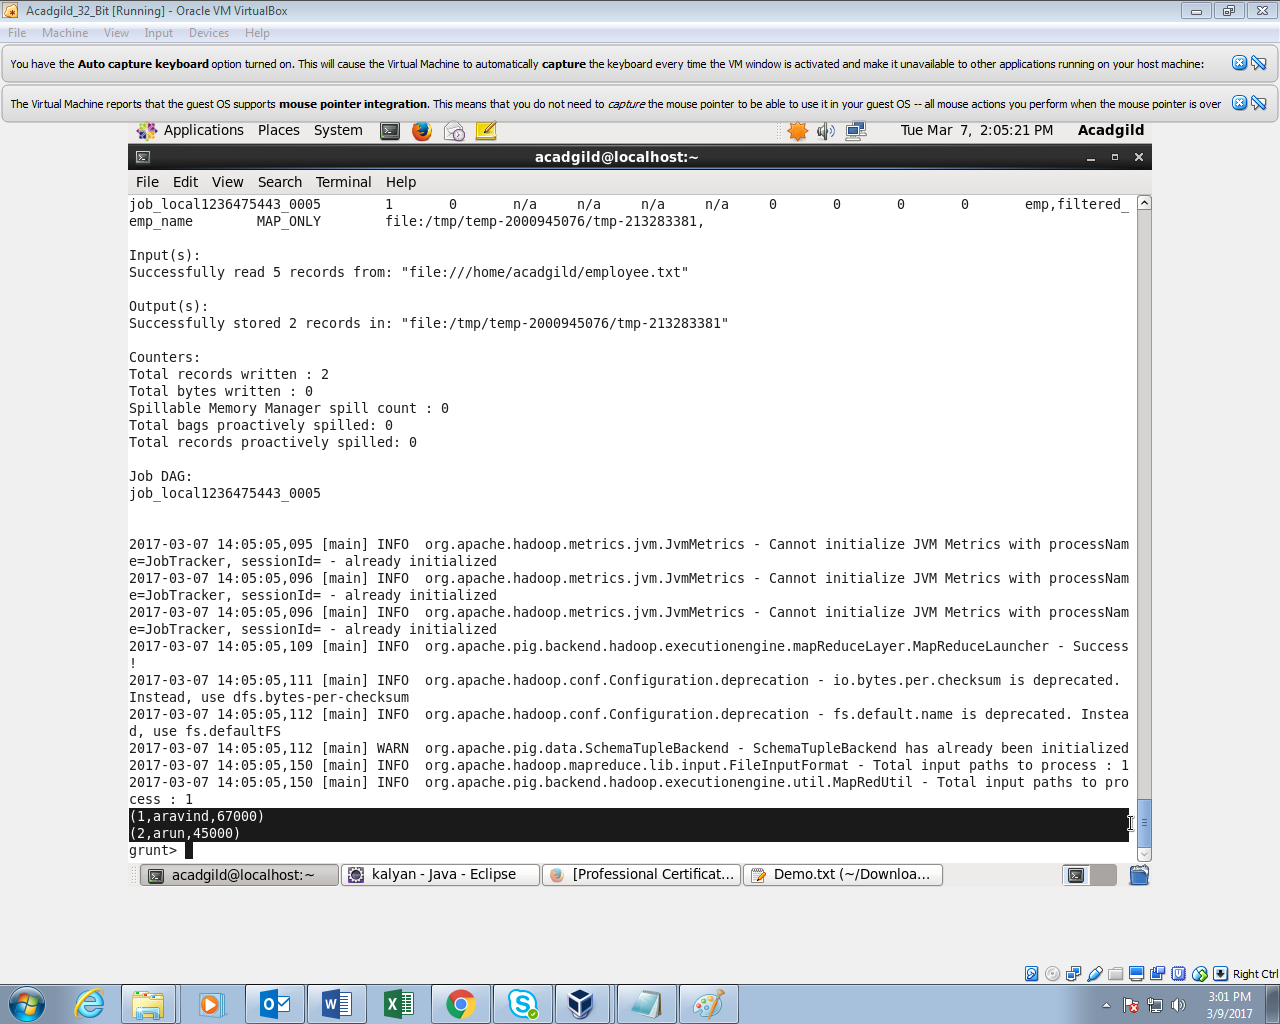 Acadgild_32_Bit [Running] - Oracle VM VirtualBox
File Machine View Input Devices Help
You have the Auto capture keyboard option turned on. This will cause the Virtual Machine to automatically capture the keyboard every time the VM window is activated and make it unavailable to other applications running on your host machine:
The Virtual Machine reports that the guest OS supports mouse pointer integration. This means that you do not need to capture the mouse pointer to be able to use it in your guest OS -- all mouse actions you perform when the mouse pointer is over
Applications Places System Tue Mar 7, 2:05:21 PM Acadgild
acadgild@localhost:~
File Edit View Search Terminal Help
job_local1236475443_0005 1 0 n/a n/a n/a n/a 0 0 0 0 emp,filtered_
emp_name MAP_ONLY file:/tmp/temp-2000945076/tmp-213283381,
Input(s):
Successfully read 5 records from: "file:///home/acadgild/employee.txt"
Output(s):
Successfully stored 2 records in: "file:/tmp/temp-2000945076/tmp-213283381"
Counters:
Total records written : 2
Total bytes written : 0
Spillable Memory Manager spill count : 0
Total bags proactively spilled: 0
Total records proactively spilled: 0
Job DAG:
job_local1236475443_0005
2017-03-07 14:05:05,095 [main] INFO org.apache.hadoop.metrics.jvm.JvmMetrics - Cannot initialize JVM Metrics with processNam
e=JobTracker, sessionId= - already initialized
2017-03-07 14:05:05,096 [main] INFO org.apache.hadoop.metrics.jvm.JvmMetrics - Cannot initialize JVM Metrics with processNam
e=JobTracker, sessionId= - already initialized
2017-03-07 14:05:05,096 [main] INFO org.apache.hadoop.metrics.jvm.JvmMetrics - Cannot initialize JVM Metrics with processNam
e=JobTracker, sessionId= - already initialized
2017-03-07 14:05:05,109 [main] INFO org.apache.pig.backend.hadoop.executionengine.mapReduceLayer.MapReduceLauncher - Success
!
2017-03-07 14:05:05,111 [main] INFO org.apache.hadoop.conf.Configuration.deprecation - io.bytes.per.checksum is deprecated.
Instead, use dfs.bytes-per-checksum
2017-03-07 14:05:05,112 [main] INFO org.apache.hadoop.conf.Configuration.deprecation - fs.default.name is deprecated. Instea
d, use fs.defaultFS
2017-03-07 14:05:05,112 [main] WARN org.apache.pig.data.SchemaTupleBackend - SchemaTupleBackend has already been initialized
2017-03-07 14:05:05,150 [main] INFO org.apache.hadoop.mapreduce.lib.input.FileInputFormat - Total input paths to process : 1
2017-03-07 14:05:05,150 [main] INFO org.apache.pig.backend.hadoop.executionengine.util.MapRedUtil - Total input paths to pro
cess : 1
(1,aravind,67000)
(2,arun,45000)
grunt>
acadgild@localhost:~ kalyan - Java - Eclipse [Professional Certificat... Demo.txt (~/Downloa...
Right Ctrl
3:01 PM
3/9/2017